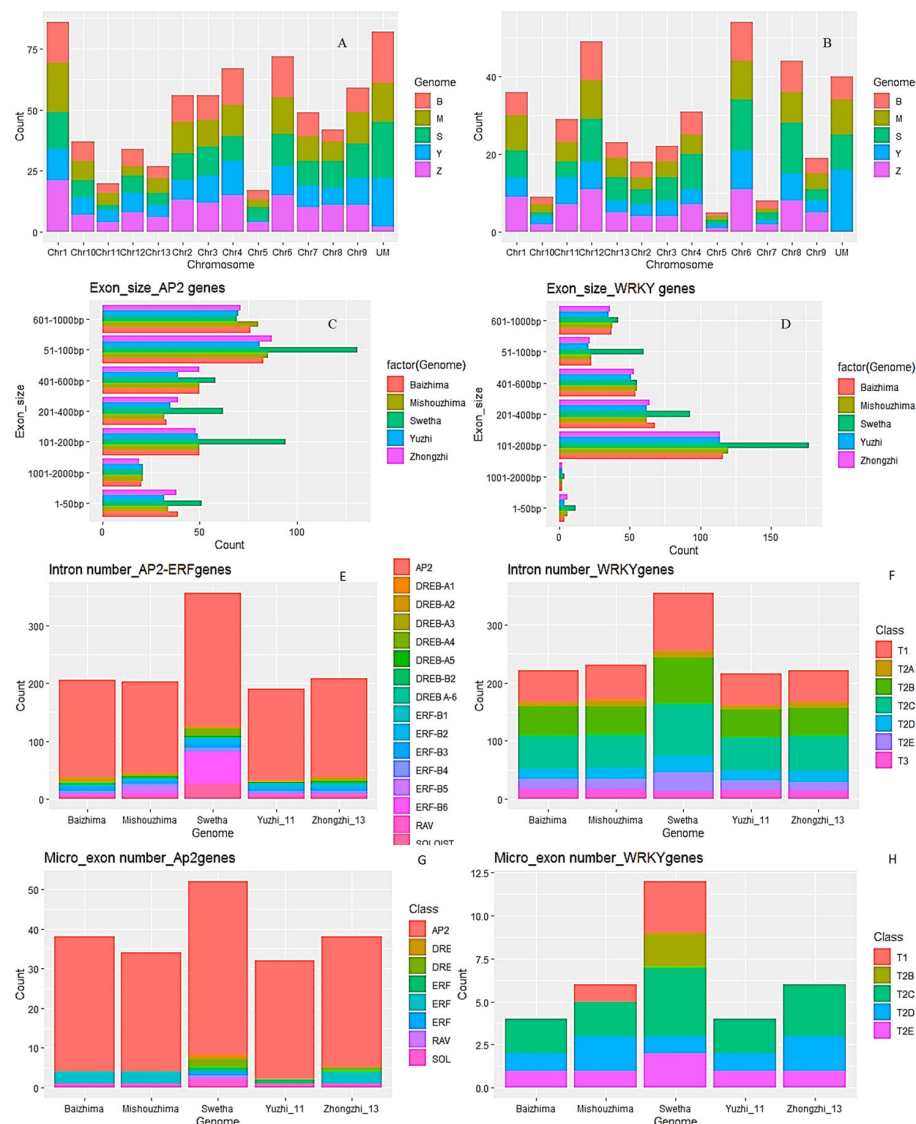 A
Count
75
50
25
0
Chr1 Chr10 Chr11 Chr12 Chr13 Chr2 Chr3 Chr4 Chr5 Chr6 Chr7 Chr8 Chr9 UM
Chromosome
Genome
B
M
S
Y
Z
B
Count
40
20
0
Chr1 Chr10 Chr11 Chr12 Chr13 Chr2 Chr3 Chr4 Chr5 Chr6 Chr7 Chr8 Chr9 UM
Chromosome
Genome
B
M
S
Y
Z
Exon_size_AP2 genes
C
Exon_size
601-1000bp
51-100bp
401-600bp
201-400bp
101-200bp
1001-2000bp
1-50bp
0 50 100
Count
factor(Genome)
Baizhima
Mishouzhima
Swetha
Yuzhi
Zhongzhi
Exon_size_WRKY genes
D
Exon_size
601-1000bp
51-100bp
401-600bp
201-400bp
101-200bp
1001-2000bp
1-50bp
0 50 100 150
Count
factor(Genome)
Baizhima
Mishouzhima
Swetha
Yuzhi
Zhongzhi
Intron number_AP2-ERFgenes
E
Count
300
200
100
0
Baizhima Mishouzhima Swetha Yuzhi_11 Zhongzhi_13
Genome
AP2
DREB-A1
DREB-A2
DREB-A3
DREB-A4
DREB-A5
DREB-B2
DREB A-6
ERF-B1
ERF-B2
ERF-B3
ERF-B4
ERF-B5
ERF-B6
RAV
SOLOIST
Intron number_WRKYgenes
F
Count
300
200
100
0
Baizhima Mishouzhima Swetha Yuzhi_11 Zhongzhi_13
Genome
Class
T1
T2A
T2B
T2C
T2D
T2E
T3
Micro_exon number_Ap2genes
G
Count
50
40
30
20
10
0
Baizhima Mishouzhima Swetha Yuzhi_11 Zhongzhi_13
Genome
Class
AP2
DRE
DRE
ERF
ERF
ERF
RAV
SOL
Micro_exon number_WRKYgenes
H
Count
12.5
10.0
7.5
5.0
2.5
0.0
Baizhima Mishouzhima Swetha Yuzhi_11 Zhongzhi_13
Genome
Class
T1
T2B
T2C
T2D
T2E